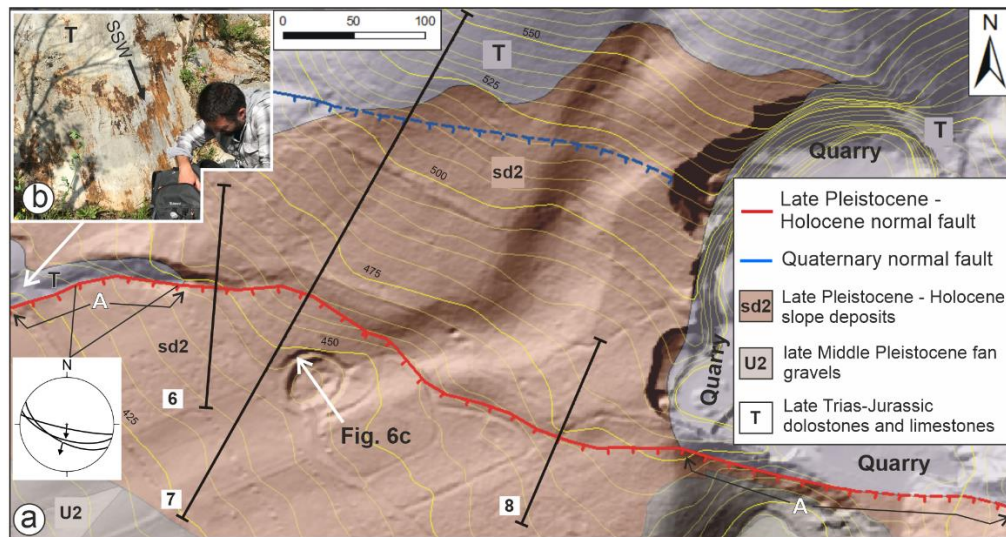 T
SSW
b
0 50 100
N
550
T
525
sd2
500
Quarry
T
475
T
A
sd2
450
N
6
425
Fig. 6c
7
8
U2
a
Quarry
Quarry
A
Late Pleistocene -
Holocene normal fault
Quaternary normal fault
sd2 Late Pleistocene - Holocene
slope deposits
U2 late Middle Pleistocene fan
gravels
T Late Trias-Jurassic
dolostones and limestones